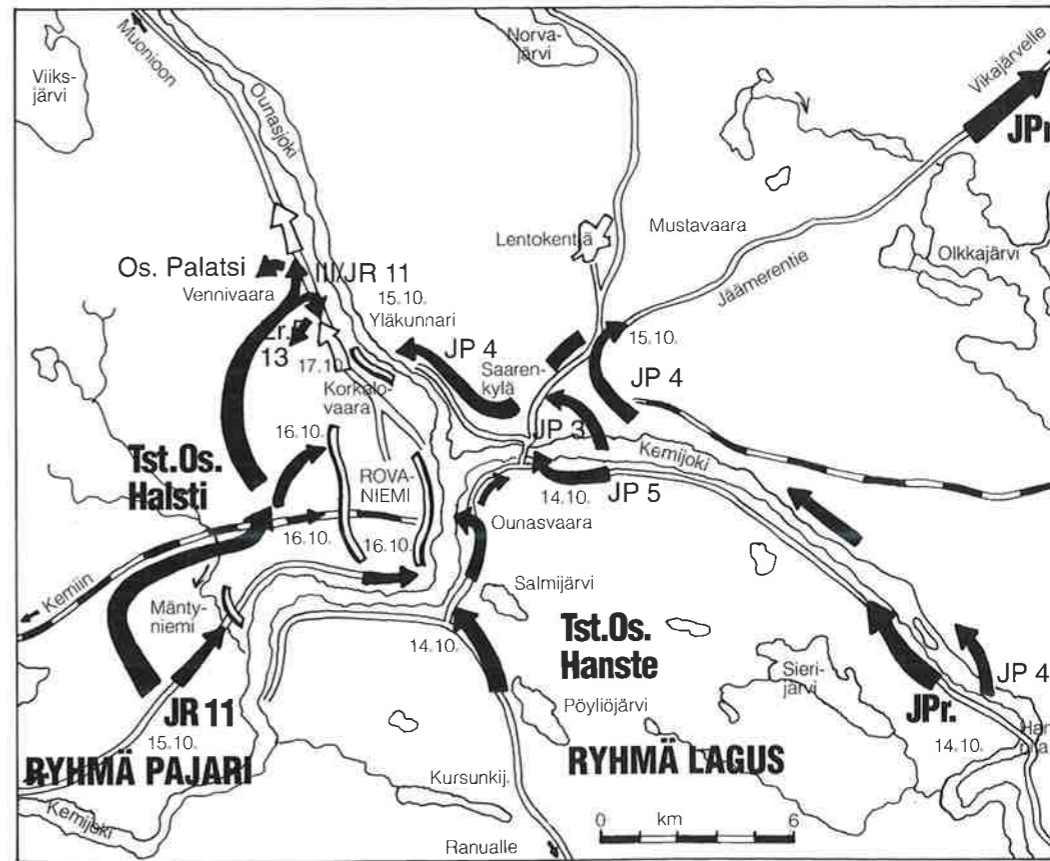 Muonioon
Norva-
järvi
Viiks-
järvi
Ounasjoki
Vikajärvelle
JPr
Lentokenttä
Mustavaara
Olkkajärvi
Jäämerentie
Os. Palatsi
III/JR 11
Vennivaara
15.10.
Yläkunnari
13
JP 4
15.10.
17.10.
Saaren-
kylä
JP 4
Korkalo-
vaara
16.10.
JP 3
Kemijoki
Tst.Os.
Halsti
ROVA-
NIEMI
JP 5
14.10.
Ounasvaara
16.10.
16.10.
Kemiin
Mänty-
niemi
Salmijärvi
Tst.Os.
Hanste
14.10.
Sieri-
järvi
JP 4
Pöyliöjärvi
JR 11
JPr.
15.10.
14.10.
RYHMÄ PAJARI
RYHMÄ LAGUS
Kursunkij.
Kemijoki
0 km 6
Ranualle